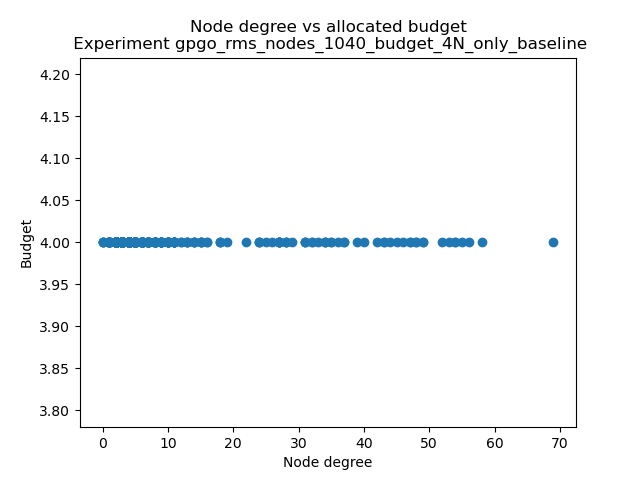 Node degree vs allocated budget
Experiment gpgo_rms_nodes_1040_budget_4N_only_baseline
4.20
4.15
4.10
4.05
4.00
3.95
3.90
3.85
3.80
Budget
0 10 20 30 40 50 60 70
Node degree